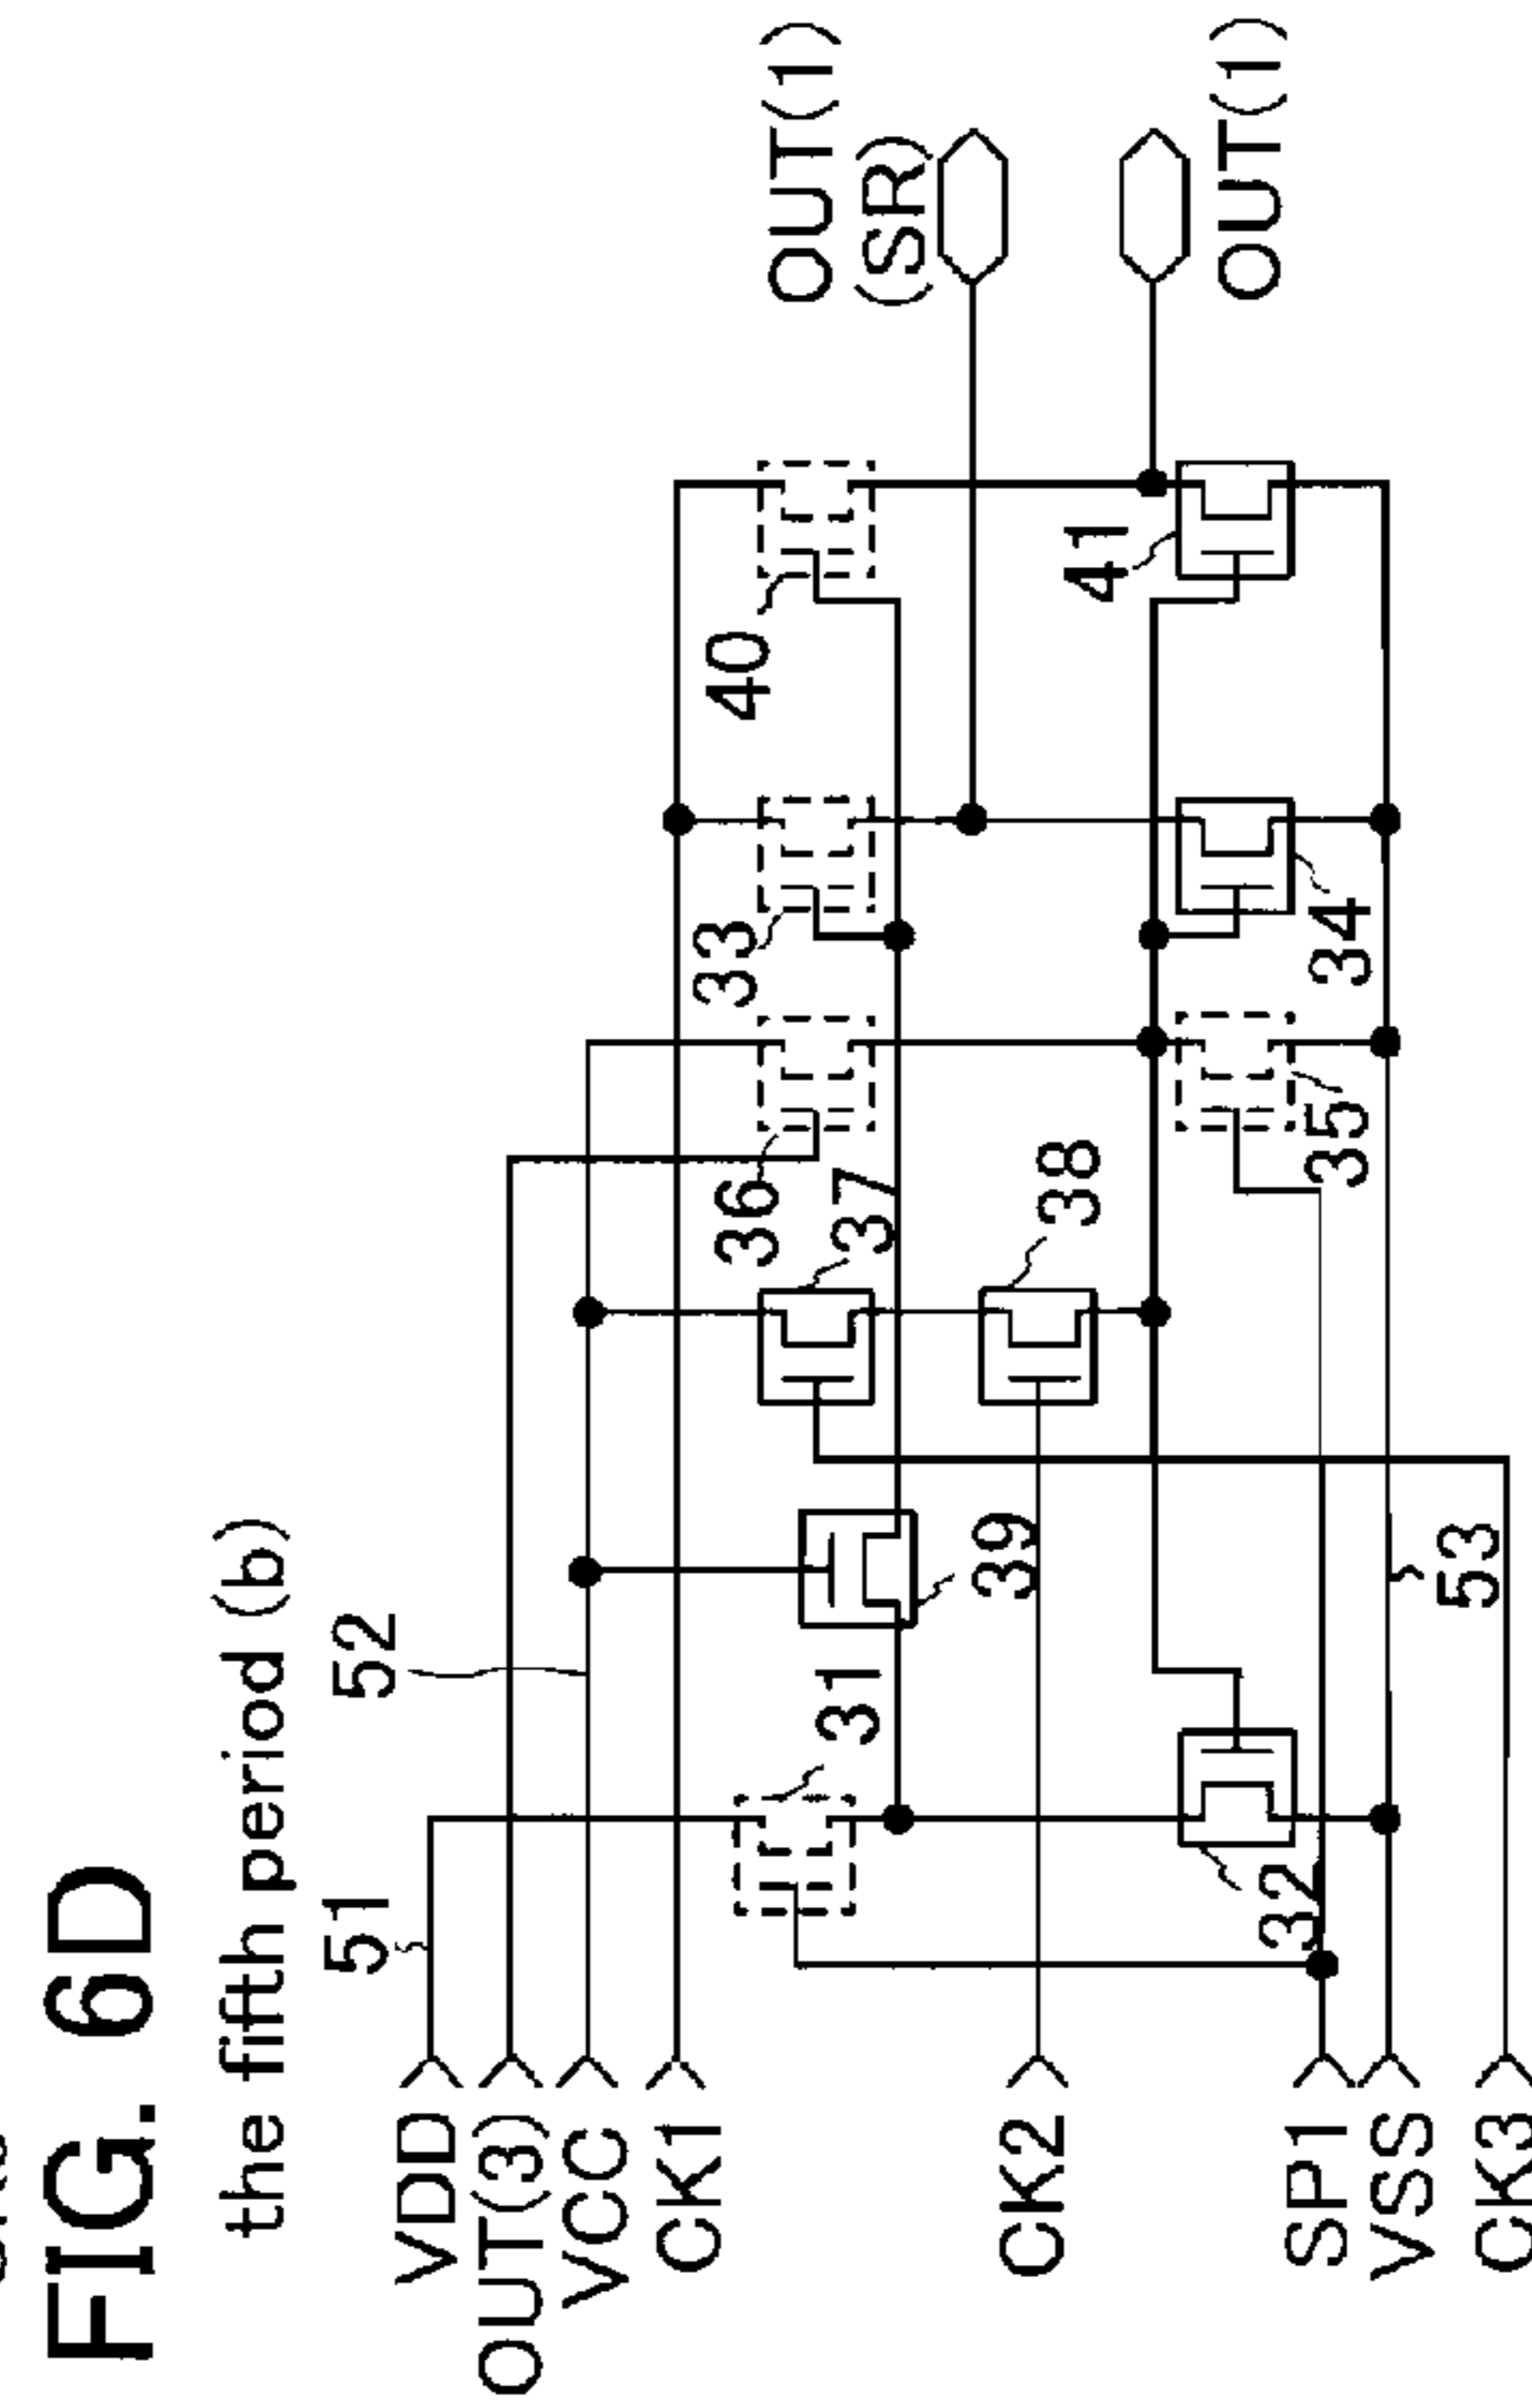 FIG. 6D
the fifth period (b)
51
52
VDD
OUT(3)
VCC
CK1
CK2
SP1
VSS
CK3
31
32
39
53
36
37
38
35
33
34
40
41
OUT(1)
(SR)
OUT(1)